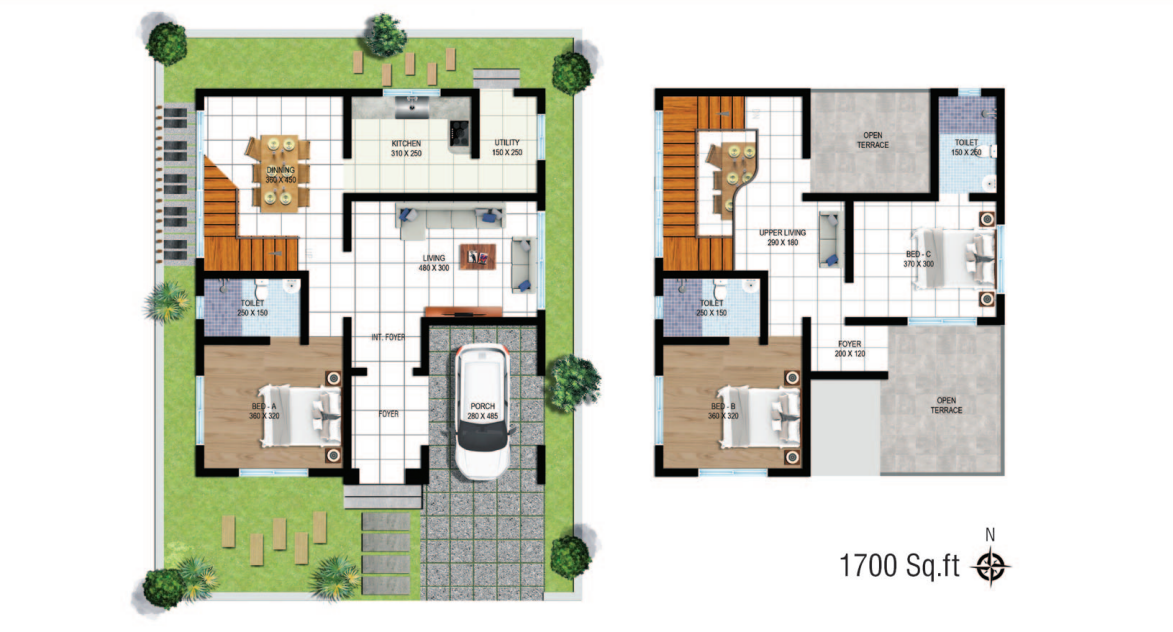 KITCHEN
310 X 250
UTILITY
150 X 250
DINNING
360 X 450
LIVING
480 X 300
TOILET
250 X 150
INT. FOYER
BED - A
360 X 320
FOYER
PORCH
280 X 485
OPEN
TERRACE
TOILET
150 X 250
UPPER LIVING
290 X 180
BED - C
370 X 300
TOILET
250 X 150
FOYER
200 X 120
BED - B
360 X 320
OPEN
TERRACE
N
1700 Sq.ft